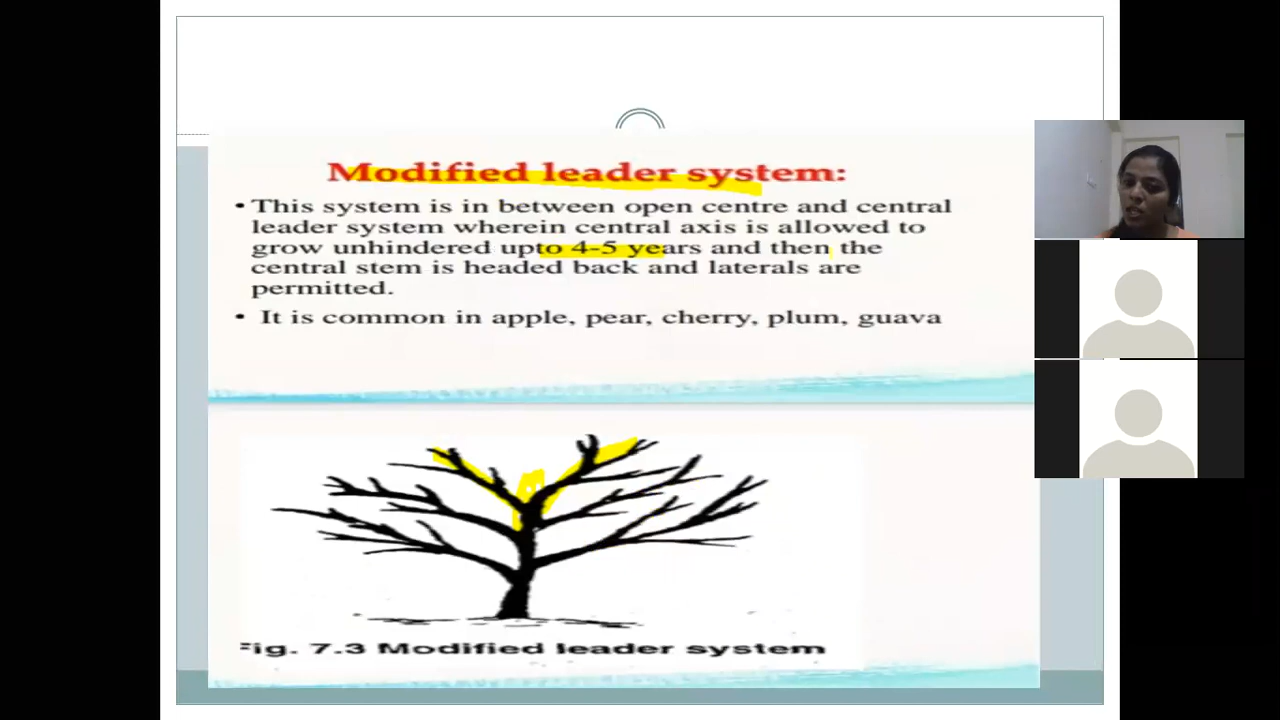 Modified leader system:
• This system is in between open centre and central
leader system wherein central axis is allowed to
grow unhindered upto 4-5 years and then the
central stem is headed back and laterals are
permitted.
• It is common in apple, pear, cherry, plum, guava
Fig. 7.3 Modified leader system